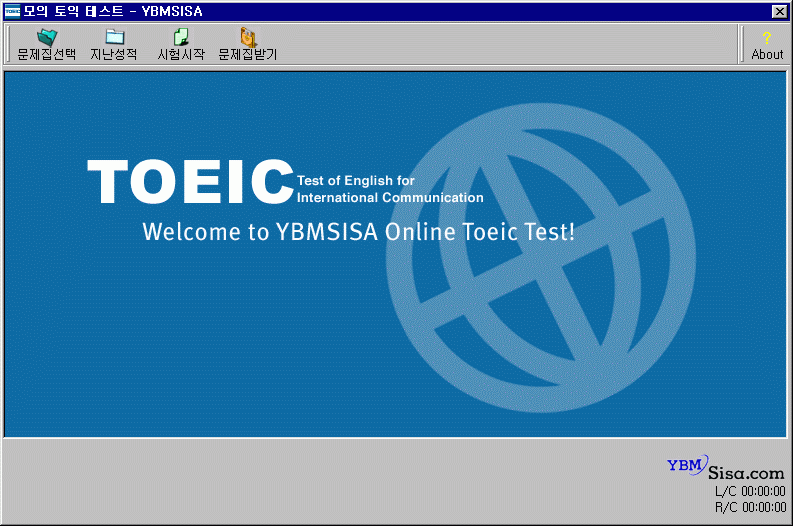 TOEIC 모의 토익 테스트 - YBMSISA
문제집선택 지난성적 시험시작 문제집받기 About
TOEIC Test of English for
International Communication
Welcome to YBMSISA Online Toeic Test!
YBM Sisa.com
L/C 00:00:00
R/C 00:00:00